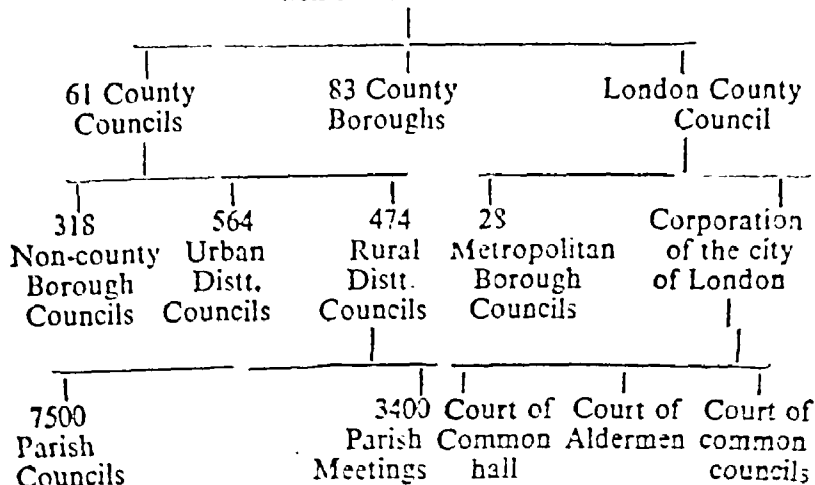 61 County
Councils
83 County
Boroughs
London County
Council
318
Non-county
Borough
Councils
564
Urban
Distt.
Councils
474
Rural
Distt.
Councils
28
Metropolitan
Borough
Councils
Corporation
of the city
of London
7500
Parish
Councils
3400
Parish
Meetings
Court of
Common
hall
Court of
Aldermen
Court of
common
councils